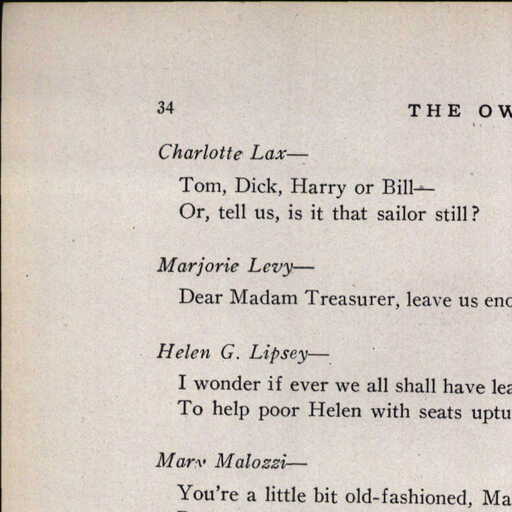 34
THE OW
Charlotte Lax—
Tom, Dick, Harry or Bill—
Or, tell us, is it that sailor still?
Marjorie Levy—
Dear Madam Treasurer, leave us eno
Helen G. Lipsey—
I wonder if ever we all shall have lea
To help poor Helen with seats uptu
Mary Malozzi—
You're a little bit old-fashioned, Ma